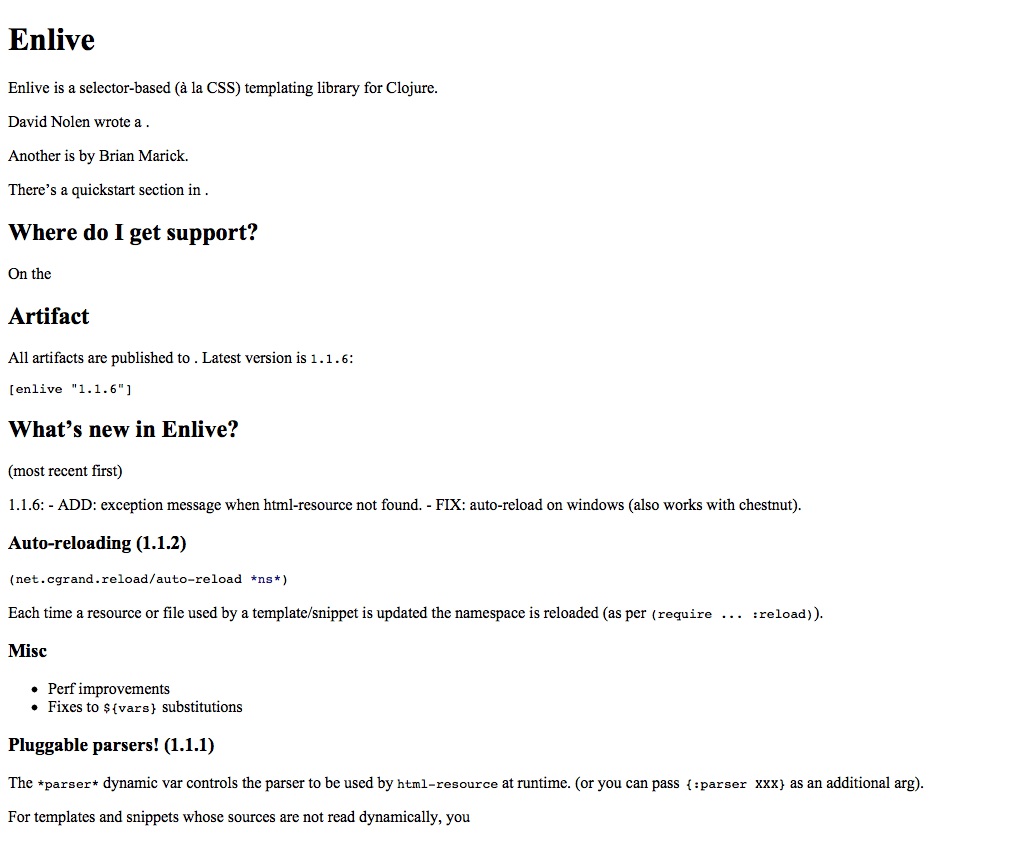 Enlive
Enlive is a selector-based (à la CSS) templating library for Clojure.
David Nolen wrote a .
Another is by Brian Marick.
There’s a quickstart section in .
Where do I get support?
On the
Artifact
All artifacts are published to . Latest version is 1.1.6:
[enlive "1.1.6"]
What’s new in Enlive?
(most recent first)
1.1.6: - ADD: exception message when html-resource not found. - FIX: auto-reload on windows (also works with chestnut).
Auto-reloading (1.1.2)
(net.cgrand.reload/auto-reload *ns*)
Each time a resource or file used by a template/snippet is updated the namespace is reloaded (as per (require ... :reload)).
Misc
• Perf improvements
• Fixes to ${vars} substitutions
Pluggable parsers! (1.1.1)
The *parser* dynamic var controls the parser to be used by html-resource at runtime. (or you can pass {:parser XXX} as an additional arg).
For templates and snippets whose sources are not read dynamically, you